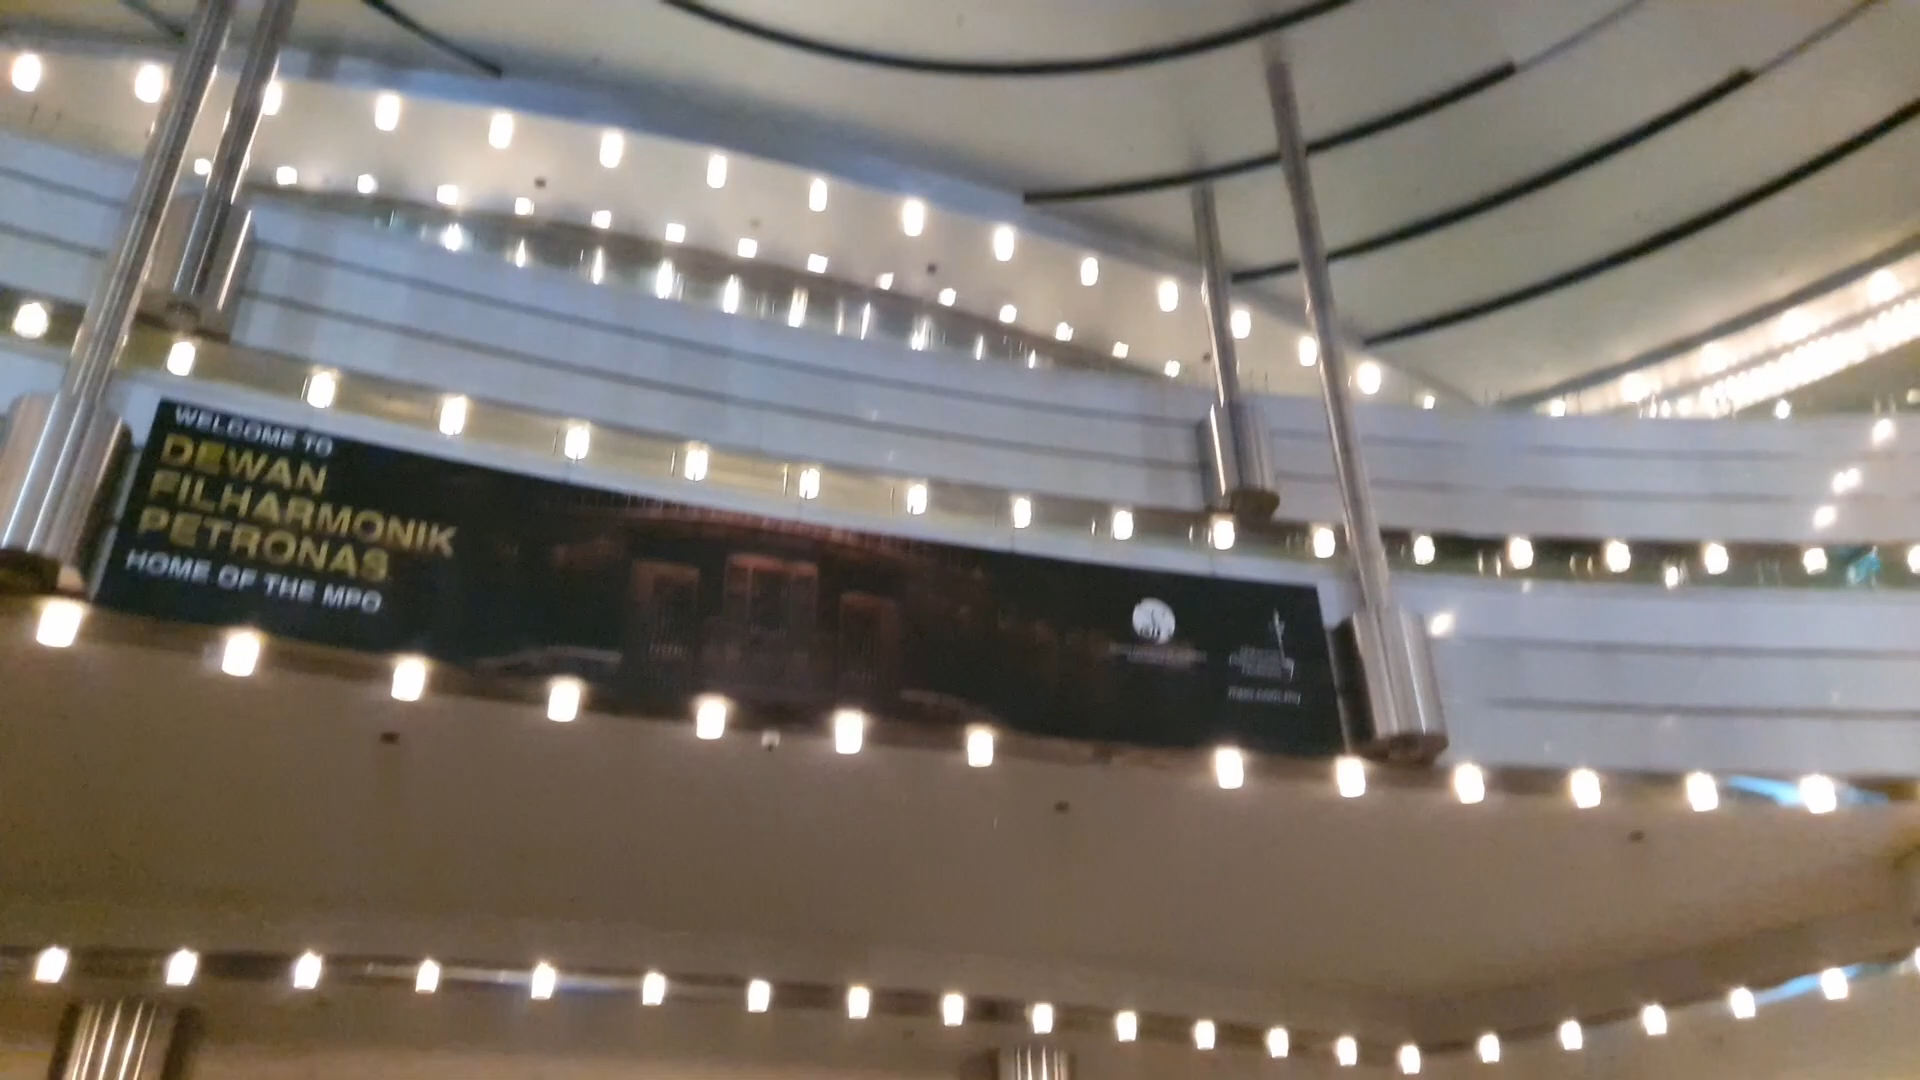 WELCOME TO
DEWAN
FILHARMONIK
PETRONAS
HOME OF THE MPO